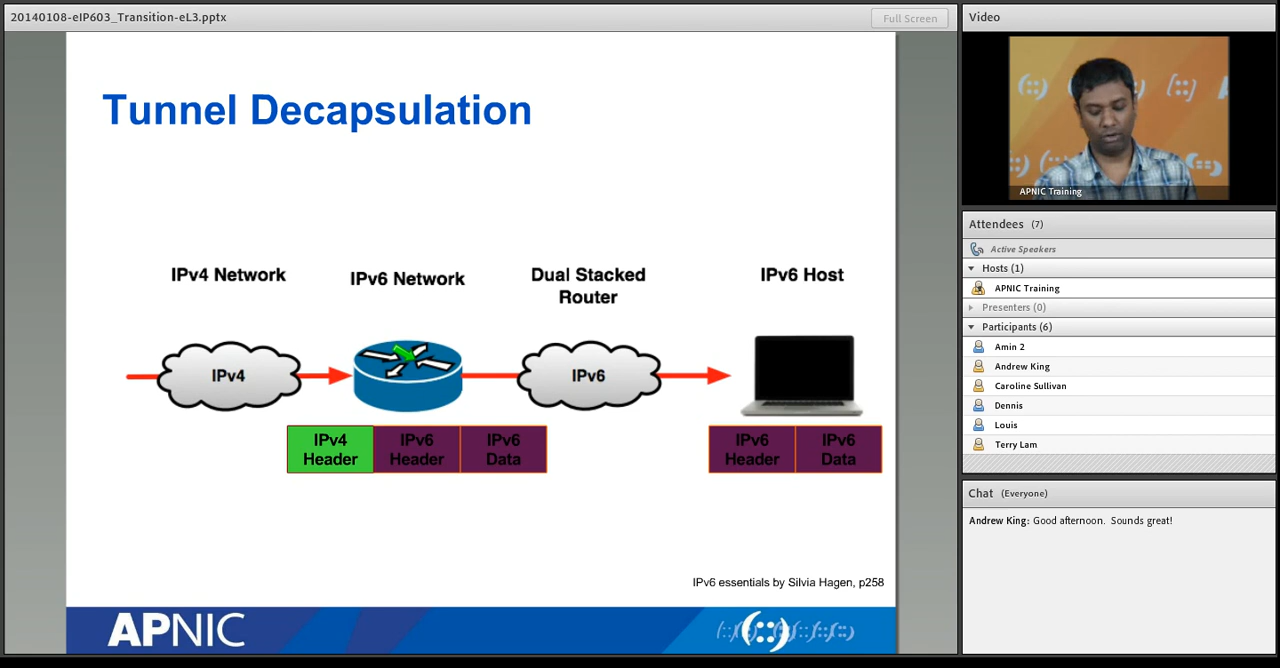 20140108-eIP603_Transition-eL3.pptx
Full Screen
Tunnel Decapsulation
IPv4 Network
IPv6 Network
Dual Stacked
Router
IPv6 Host
IPv4
IPv6
IPv4
Header
IPv6
Header
IPv6
Data
IPv6
Header
IPv6
Data
IPv6 essentials by Silvia Hagen, p258
APNIC
(::)
Video
APNIC Training
Attendees (7)
Active Speakers
Hosts (1)
APNIC Training
Presenters (0)
Participants (6)
Amin 2
Andrew King
Caroline Sullivan
Dennis
Louis
Terry Lam
Chat (Everyone)
Andrew King: Good afternoon. Sounds great!